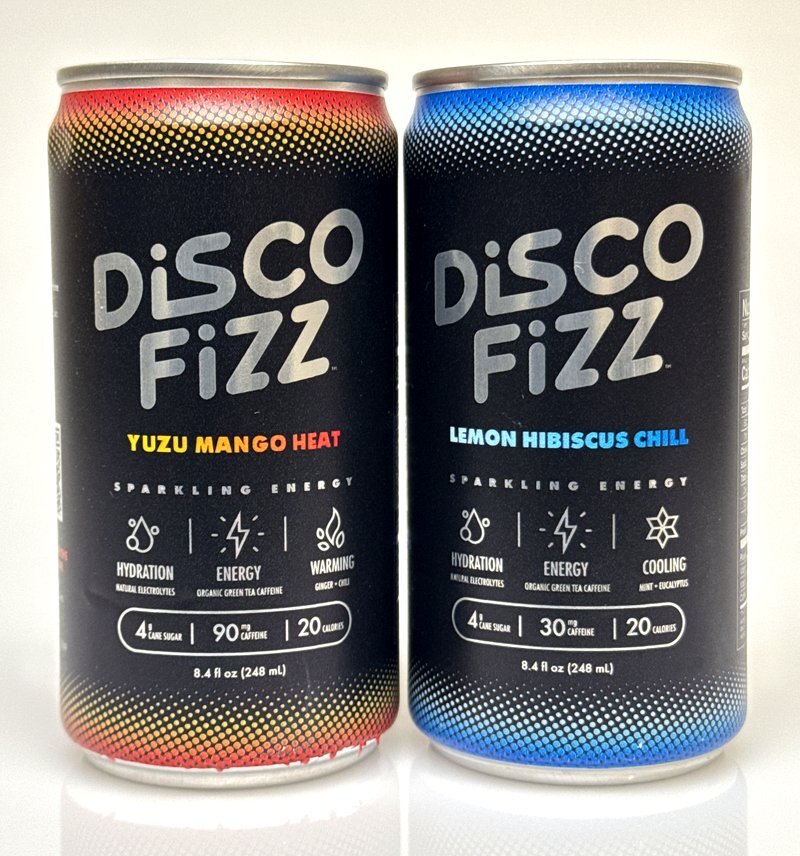 DiSCO
FiZZ™
YUZU MANGO HEAT
SPARKLING ENERGY
HYDRATION
NATURAL ELECTROLYTES
ENERGY
ORGANIC GREEN TEA CAFFEINE
WARMING
GINGER + CHILI
4g CANE SUGAR | 90mg CAFFEINE | 20 CALORIES
8.4 fl oz (248 mL)
DiSCO
FiZZ™
LEMON HIBISCUS CHILL
SPARKLING ENERGY
HYDRATION
NATURAL ELECTROLYTES
ENERGY
ORGANIC GREEN TEA CAFFEINE
COOLING
MINT + EUCALYPTUS
4g CANE SUGAR | 30mg CAFFEINE | 20 CALORIES
8.4 fl oz (248 mL)